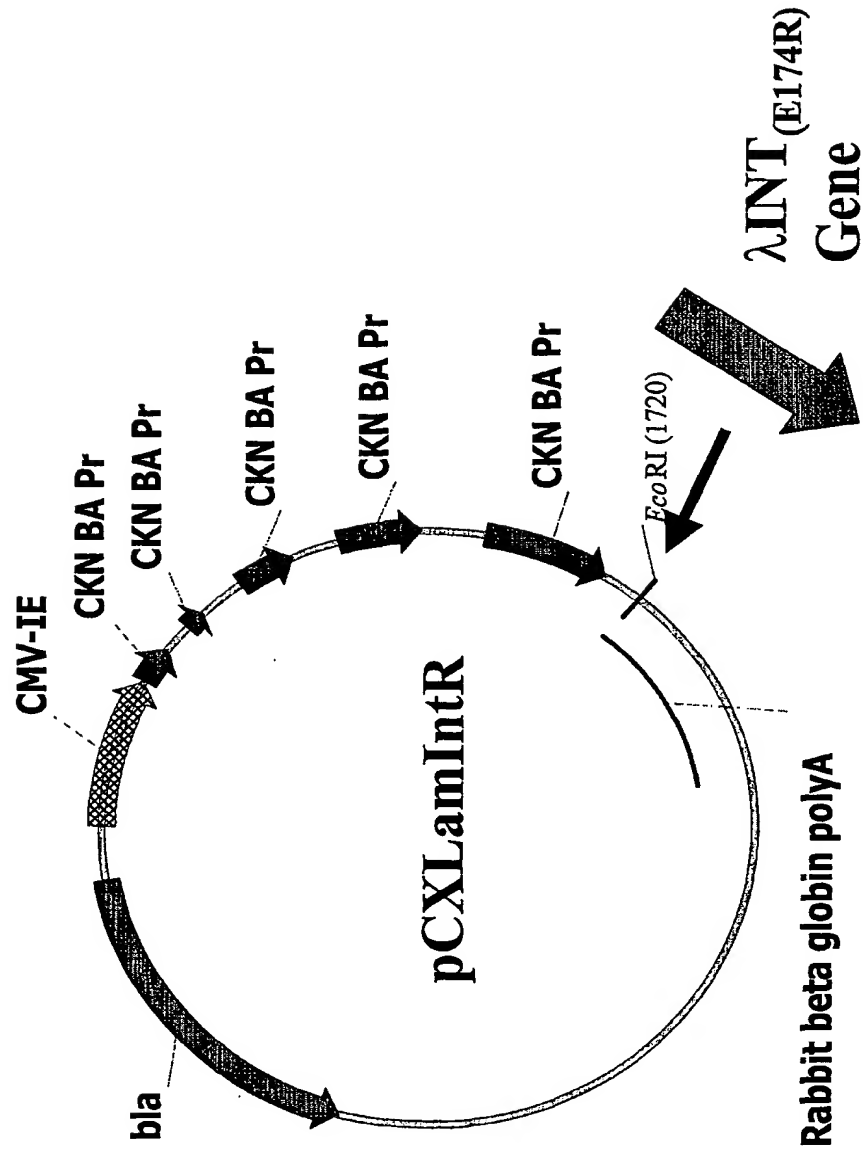 CMV-IE
CKN BA Pr
CKN BA Pr
CKN BA Pr
CKN BA Pr
CKN BA Pr
bla
pCXLamIntR
EcoRI (1720)
λINT(E174R)
Gene
Rabbit beta globin polyA